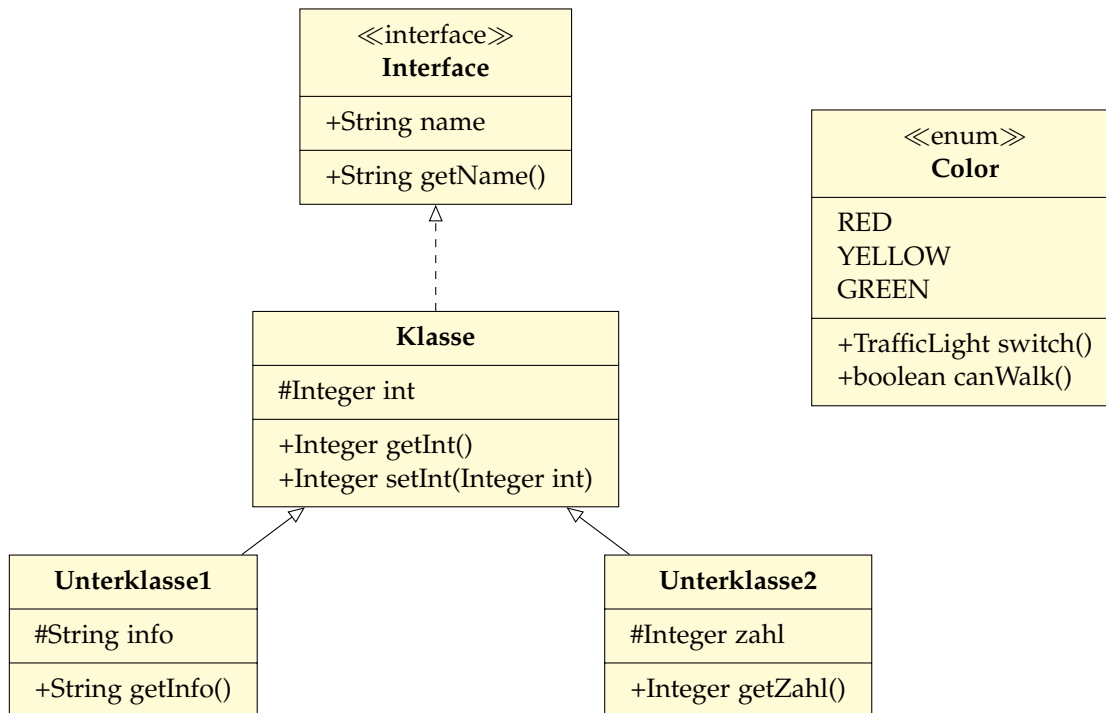 ≪interface≫
Interface
+String name
+String getName()
≪enum≫
Color
RED
YELLOW
GREEN
+TrafficLight switch()
+boolean canWalk()
Klasse
#Integer int
+Integer getInt()
+Integer setInt(Integer int)
Unterklasse1
#String info
+String getInfo()
Unterklasse2
#Integer zahl
+Integer getZahl()